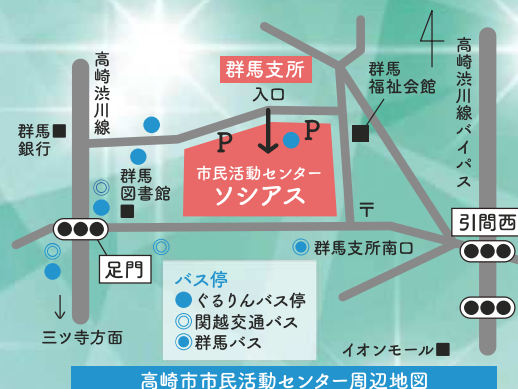 高崎渋川線
群馬支所
入口
群馬
福祉会館
高崎渋川線バイパス
群馬
銀行
P
P
市民活動センター
ソシアス
群馬
図書館
〒
引間西
足門
群馬支所南口
バス停
ぐるりんバス停
関越交通バス
群馬バス
三ツ寺方面
イオンモール
高崎市市民活動センター周辺地図